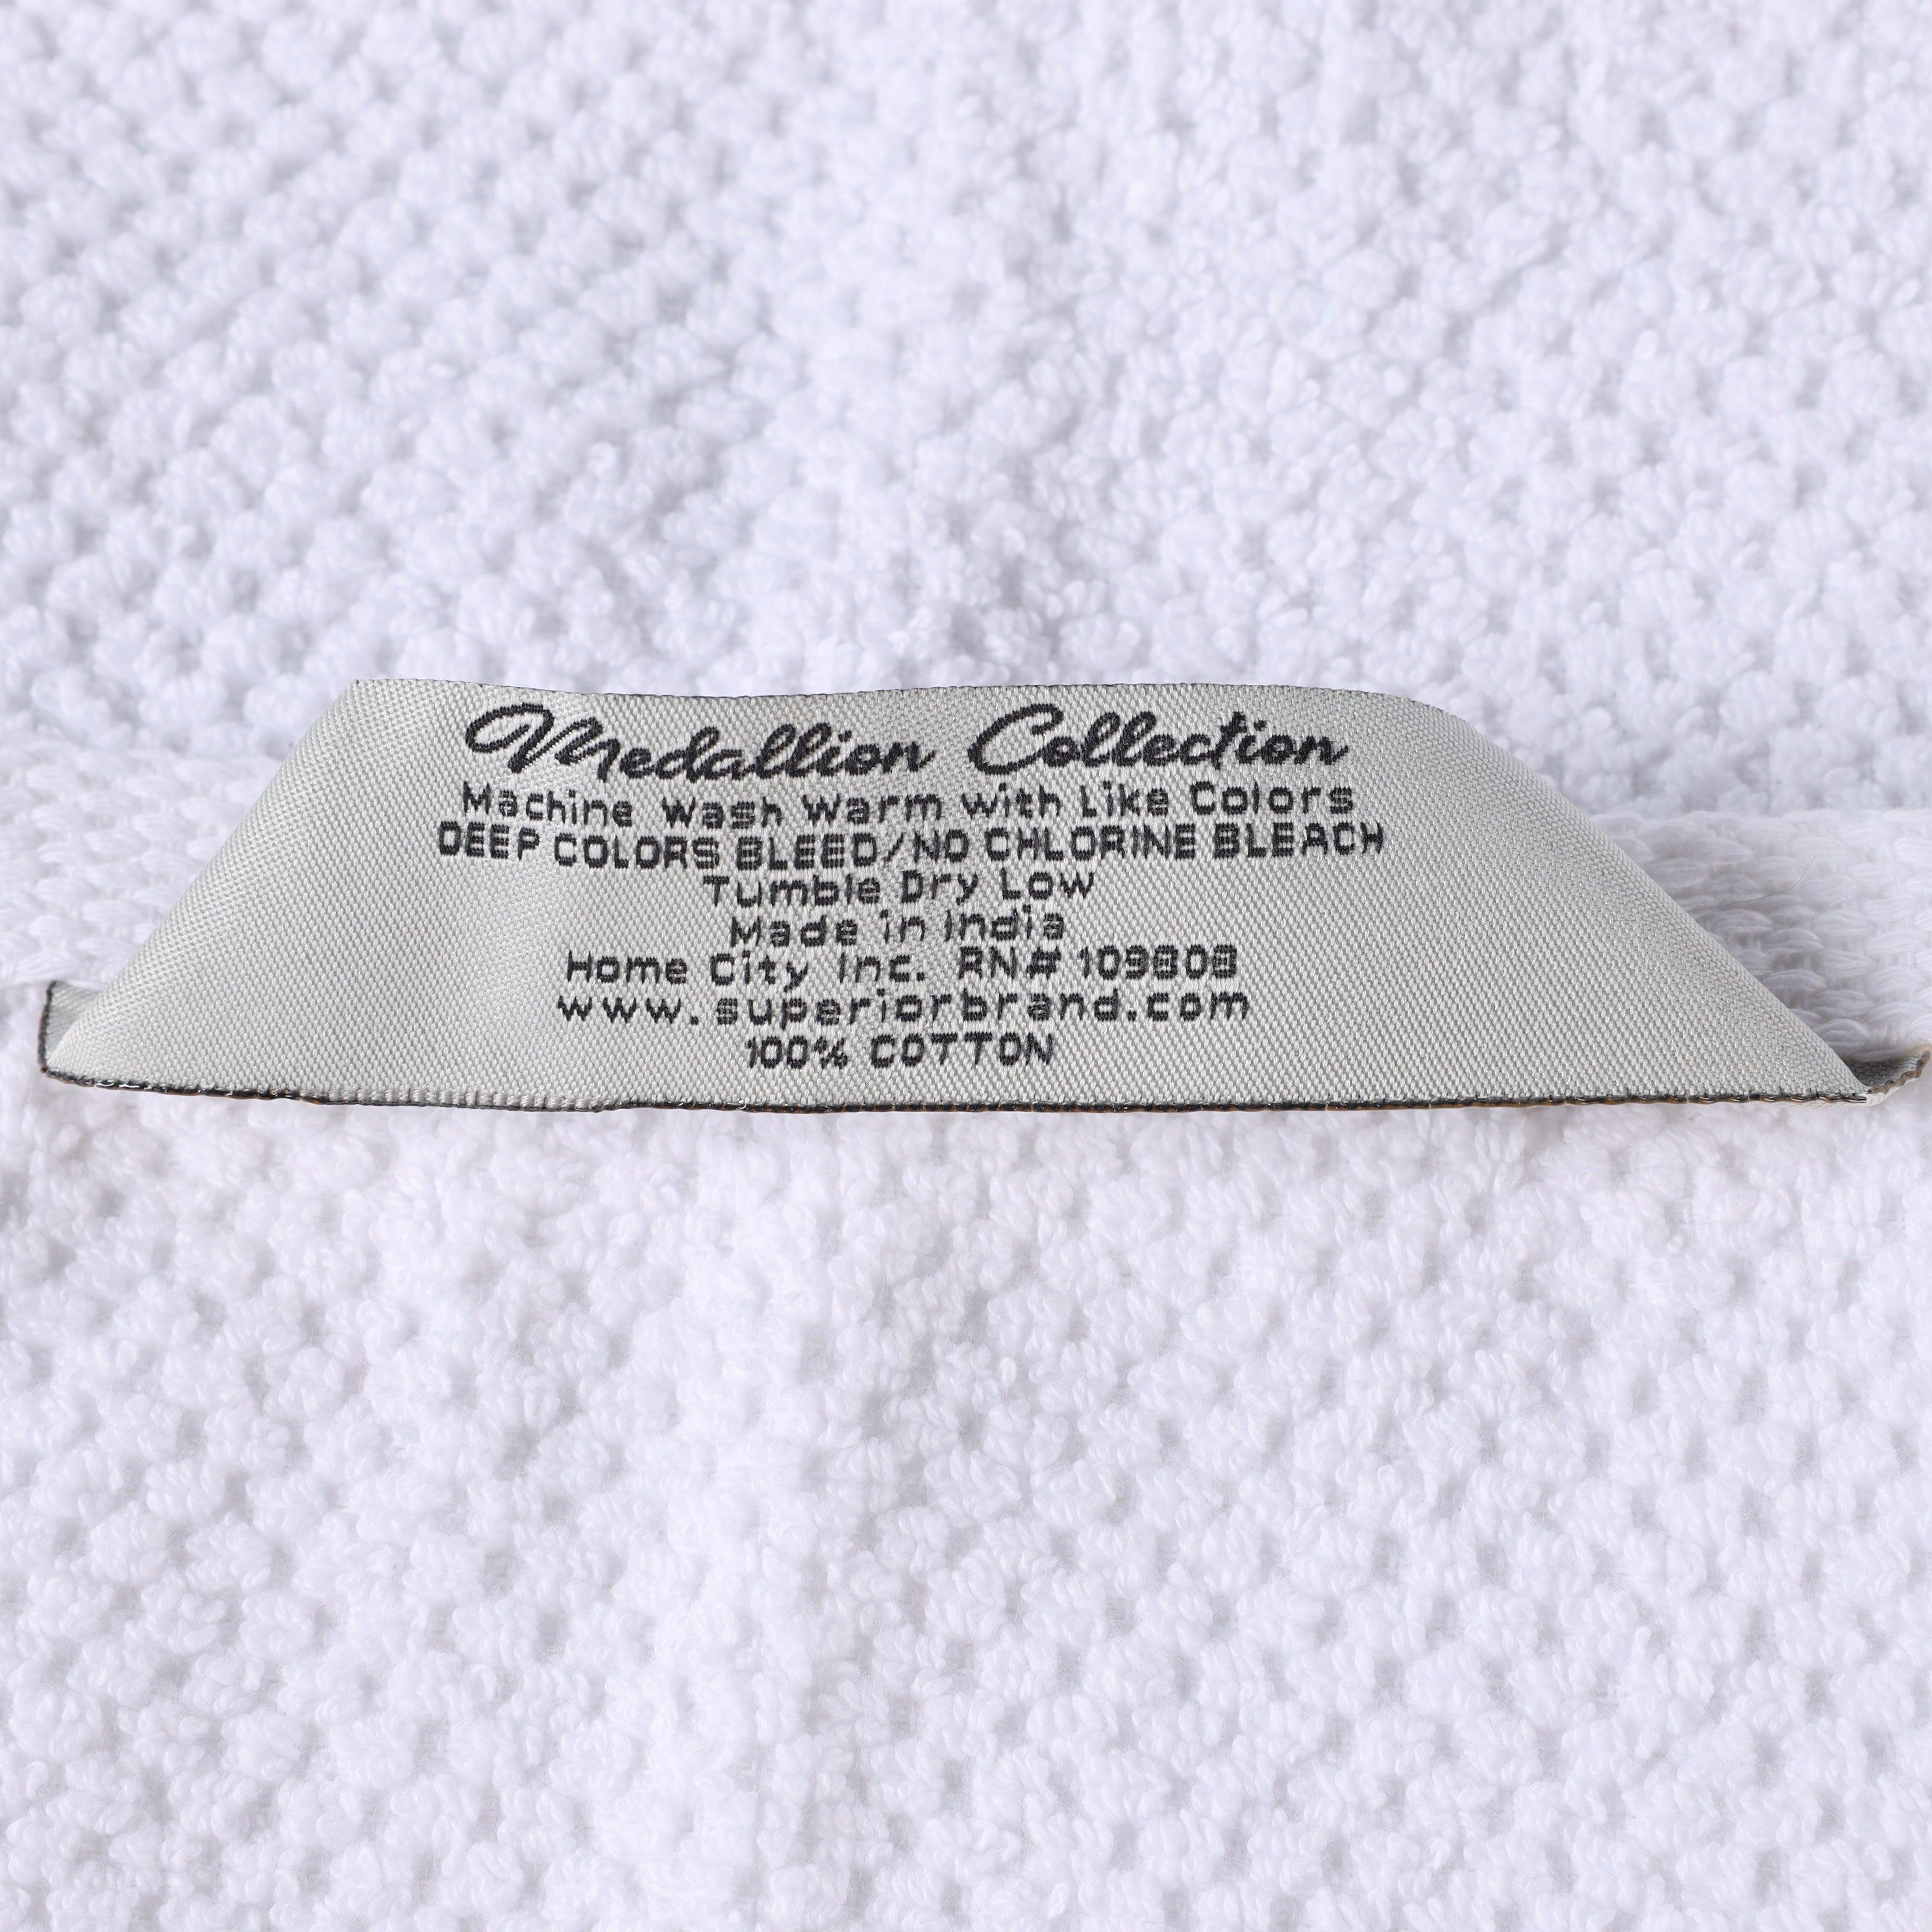 Medallion Collection
Machine Wash Warm with Like Colors
DEEP COLORS BLEED/NO CHLORINE BLEACH
Tumble Dry Low
Made in India
Home City Inc. RN# 109808
www.superiorbrand.com
100% COTTON